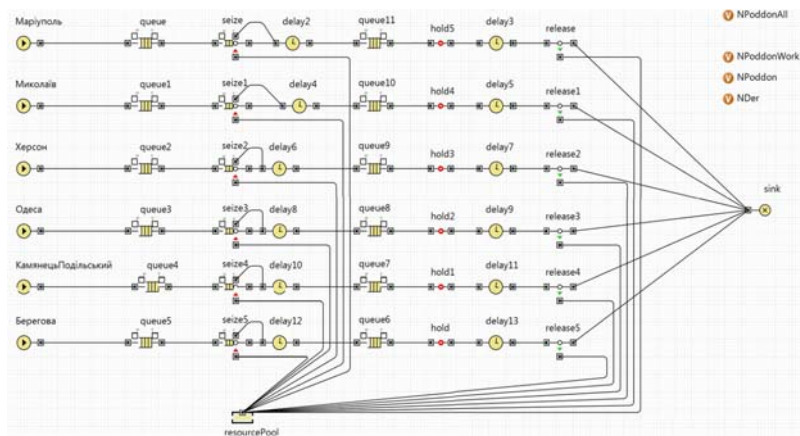 Маріуполь queue seize delay2 queue11 hold5 delay3 release
NPoddonAll
NPoddonWork
Миколаїв queue1 seize1 delay4 queue10 hold4 delay5 release1
NPoddon
NDer
Херсон queue2 seize2 delay6 queue9 hold3 delay7 release2
sink
Одеса queue3 seize3 delay8 queue8 hold2 delay9 release3
КамянецьПодільський queue4 seize4 delay10 queue7 hold1 delay11 release4
Берегова queue5 seize5 delay12 queue6 hold delay13 release5
resourcePool